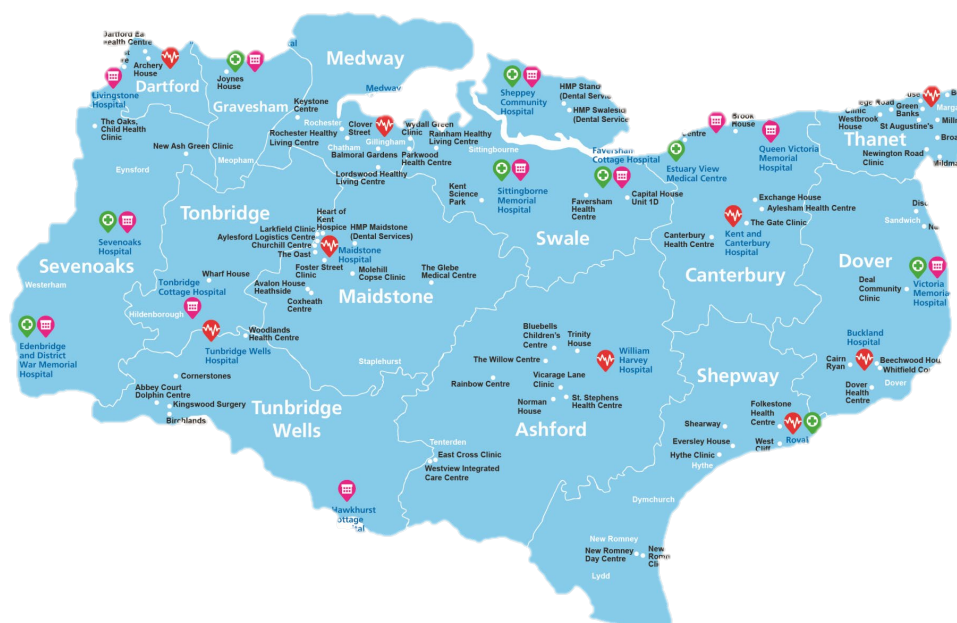 Dartford
Health Centre
Archery
House
Dartford
Livingstone
Hospital
The Oaks,
Child Health
Clinic
New Ash Green Clinic
Eynsford
Joynes
House
Gravesham
Meopham
Medway
Medway
Keystone
Centre
Rochester
Rochester Healthy
Living Centre
Clover
Street
Chatham
Gillingham
Balmoral Gardens
Green
Clinic
Parkwood
Health Centre
Rainham Healthy
Living Centre
Lordswood Healthy
Living Centre
Sittingbourne
Sheppey
Community
Hospital
HMP
(Dental
HMP
(Dental
Cottage Hospital
Kent
Science
Park
Sittingborne
Memorial
Hospital
Faversham
Health
Centre
Capital House
Unit 1D
Swale
Centre
Estuary View
Medical Centre
House
Queen Victoria
Memorial
Hospital
Road
Clinic
Westbrook
House
Green
Banks
St Augustine's
Thanet
Newington Road
Clinic
Exchange House
Aylesham Health Centre
The Gate Clinic
Kent and
Canterbury
Hospital
Canterbury
Health Centre
Canterbury
Sandwich
Dover
Deal
Community
Clinic
Victoria
Hospital
Tonbridge
Heart of
Kent
Hospice
Larkfield Clinic
Aylesford Logistics Centre
Churchill Centre
The Oast
HMP Maidstone
(Dental Services)
Maidstone
Hospital
Foster Street
Clinic
Molehill
Copse Clinic
The Glebe
Medical Centre
Avalon House
Heathside
Coxheath
Centre
Maidstone
Sevenoaks
Hospital
Sevenoaks
Westerham
Wharf House
Tonbridge
Cottage Hospital
Hildenborough
Edenbridge
and District
War Memorial
Hospital
Tunbridge Wells
Hospital
Woodlands
Health Centre
Staplehurst
Cornerstones
Abbey Court
Dolphin Centre
Kingswood Surgery
Birchlands
Tunbridge
Wells
Bluebells
Children's
Centre
Trinity
House
The Willow Centre
William
Harvey
Hospital
Rainbow Centre
Vicarage Lane
Clinic
Norman
House
St. Stephens
Health Centre
Ashford
Tenterden
East Cross Clinic
Westview Integrated
Care Centre
Shepway
Buckland
Hospital
Cairn
Ryan
Beechwood
Whitfield
Dover
Health
Centre
Dover
Folkestone
Health
Centre
Shearway
Royal
West
Cliff
Eversley House
Hythe Clinic
Hythe
Dymchurch
New Romney
New Romney
Day Centre
New
Lydd